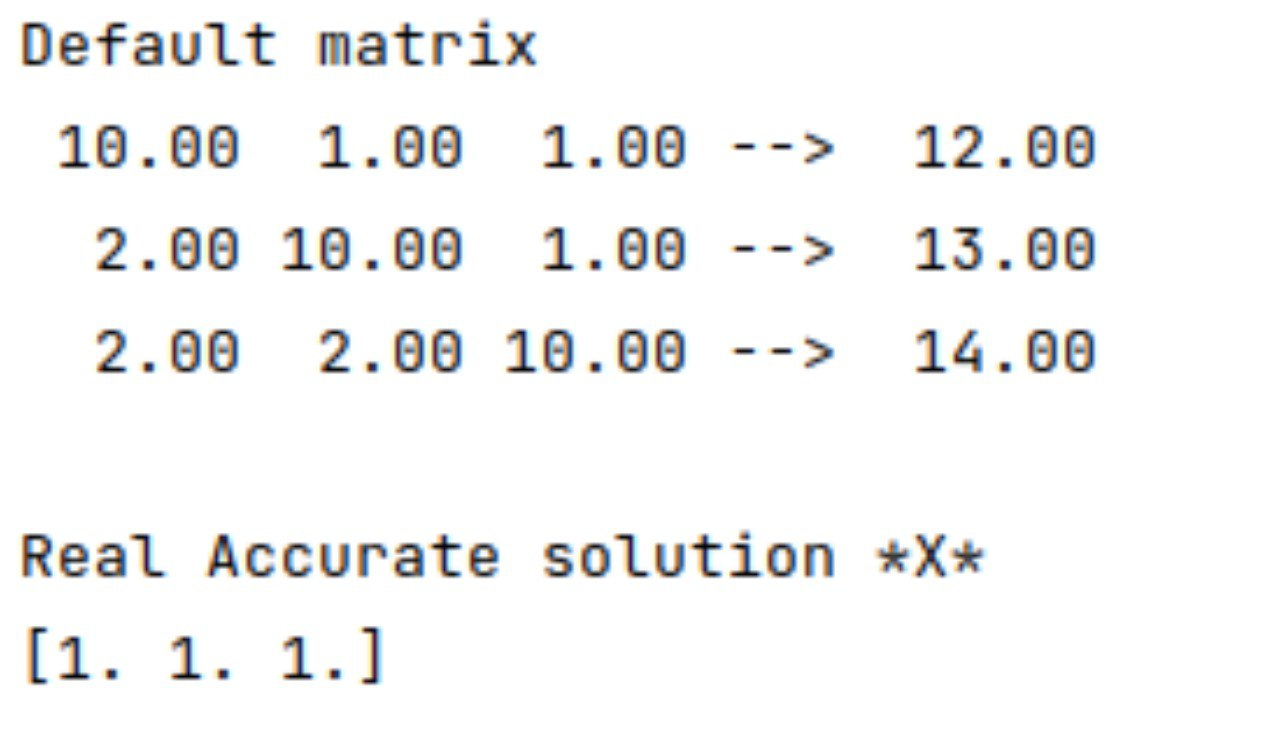 Default matrix
10.00  1.00  1.00 -->  12.00
2.00 10.00  1.00 -->  13.00
2.00  2.00 10.00 -->  14.00
Real Accurate solution *X*
[1. 1. 1.]